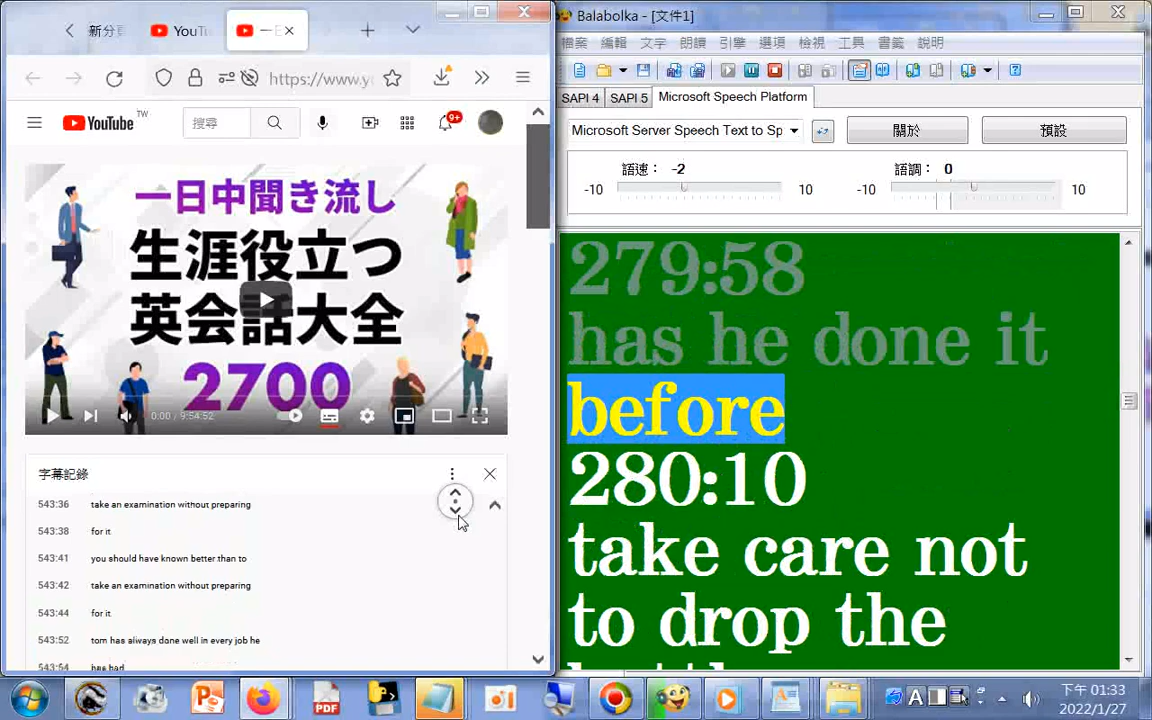 新分
YouTu
一E
https://www.y
YouTube
TW
搜尋
9+
一日中聞き流し
生涯役立つ
英会話大全
2700
0:00 / 9:54:52
字幕記錄
543:36 take an examination without preparing
543:38 for it
543:41 you should have known better than to
543:42 take an examination without preparing
543:44 for it
543:52 tom has always done well in every job he
543:54 has had
Balabolka - [文件1]
檔案 編輯 文字 朗讀 引擎 選項 檢視 工具 書籤 說明
SAPI 4 SAPI 5 Microsoft Speech Platform
Microsoft Server Speech Text to Sp
關於
預設
語速： -2
語調： 0
-10 10 -10 10
279:58
has he done it
before
280:10
take care not
to drop the
PDF
A
下午 01:33
2022/1/27